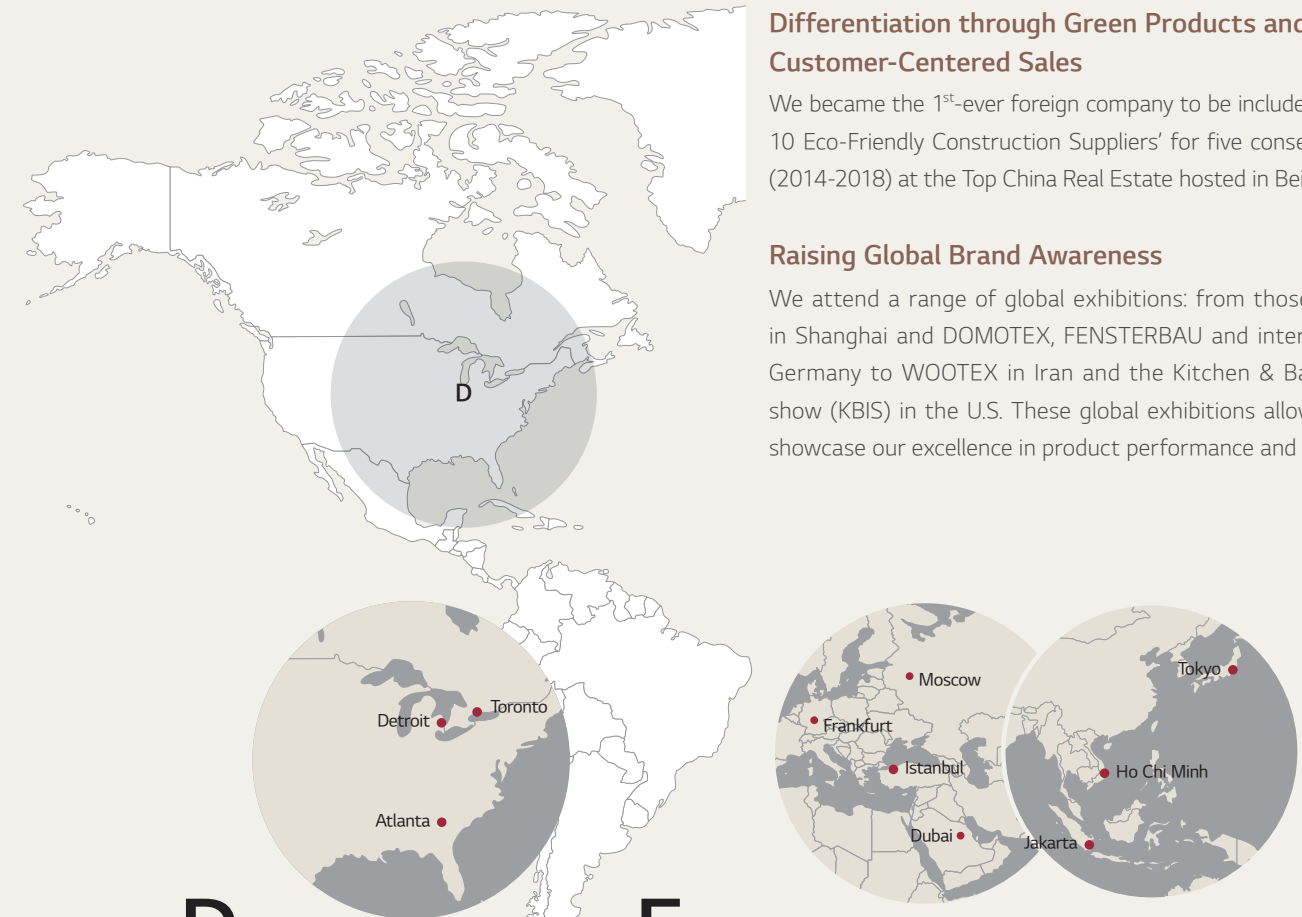 Differentiation through Green Products and
Customer-Centered Sales
We became the 1st-ever foreign company to be include
10 Eco-Friendly Construction Suppliers’ for five conse
(2014-2018) at the Top China Real Estate hosted in Bei
Raising Global Brand Awareness
We attend a range of global exhibitions: from those
in Shanghai and DOMOTEX, FENSTERBAU and inter
Germany to WOOTEX in Iran and the Kitchen & Ba
show (KBIS) in the U.S. These global exhibitions allow
showcase our excellence in product performance and
D
Detroit
Toronto
Atlanta
Moscow
Frankfurt
Istanbul
Dubai
Tokyo
Ho Chi Minh
Jakarta
D